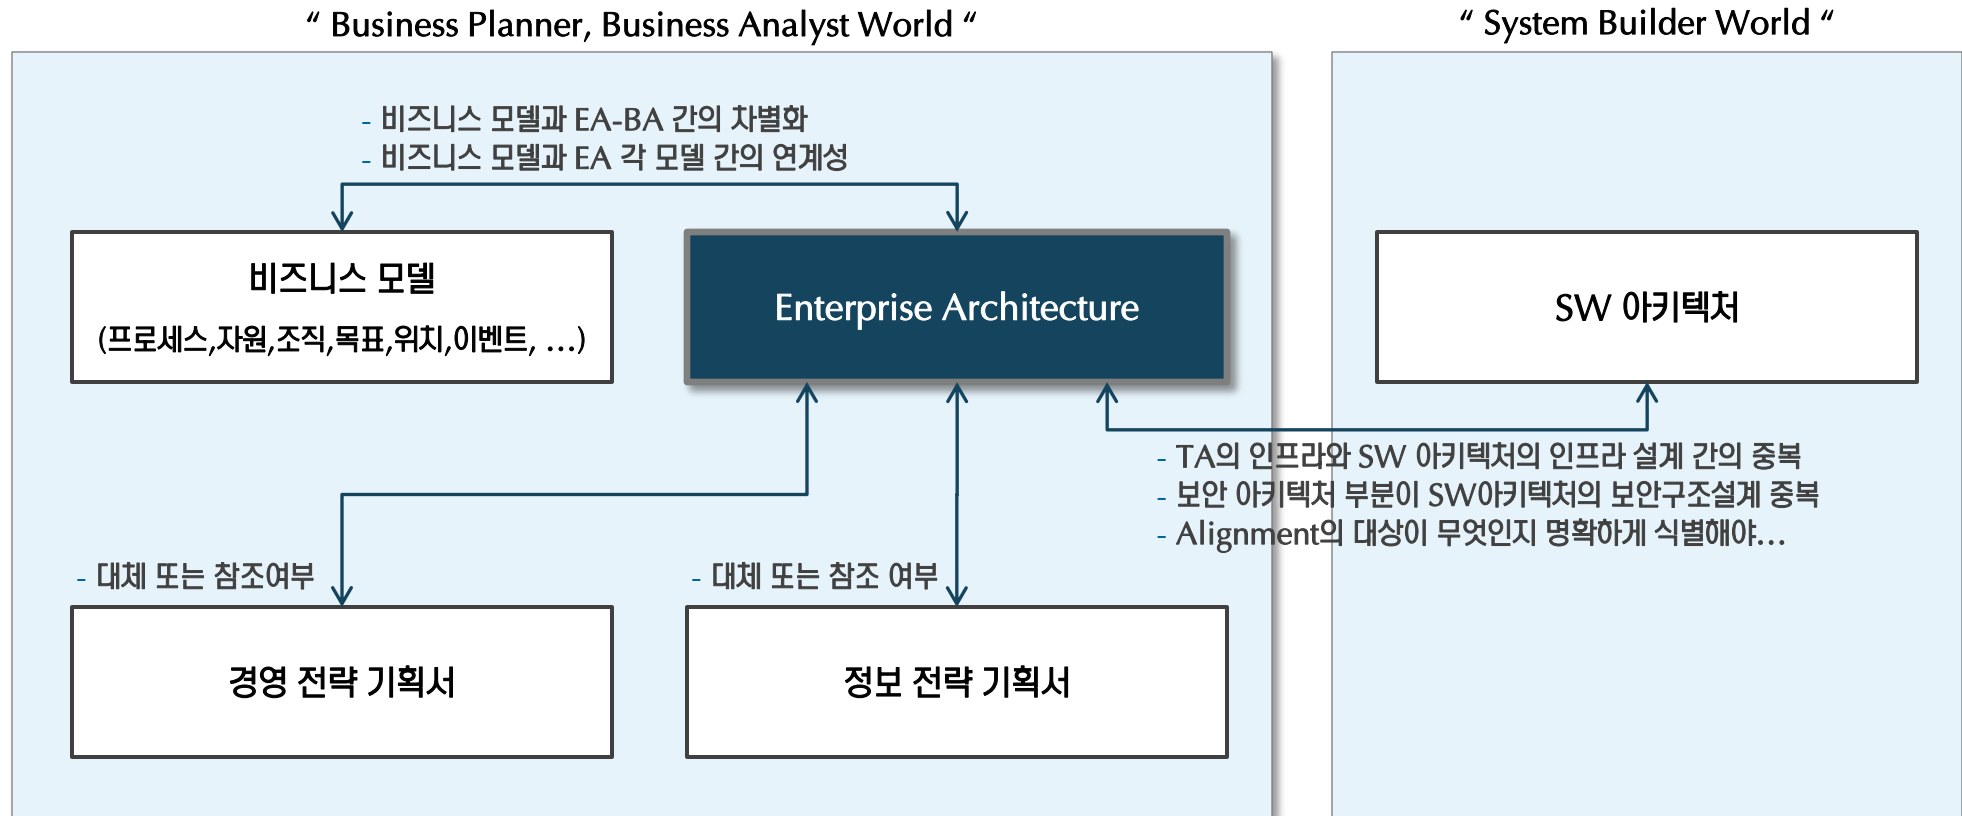 “ Business Planner, Business Analyst World “
“ System Builder World “
- 비즈니스 모델과 EA-BA 간의 차별화
- 비즈니스 모델과 EA 각 모델 간의 연계성
비즈니스 모델
(프로세스,자원,조직,목표,위치,이벤트, …)
Enterprise Architecture
SW 아키텍처
- TA의 인프라와 SW 아키텍처의 인프라 설계 간의 중복
- 보안 아키텍처 부분이 SW아키텍처의 보안구조설계 중복
- Alignment의 대상이 무엇인지 명확하게 식별해야…
- 대체 또는 참조여부
- 대체 또는 참조 여부
경영 전략 기획서
정보 전략 기획서